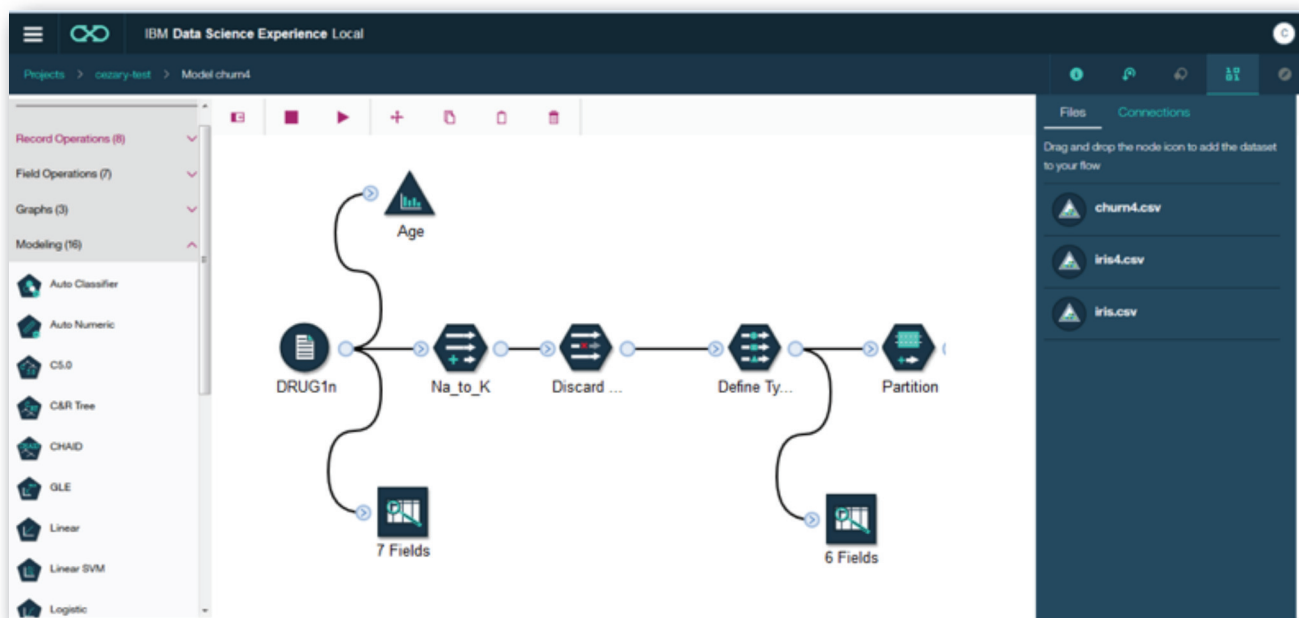 IBM Data Science Experience Local
C
Projects > cezary-test > Model churn4
Record Operations (8)
Field Operations (7)
Graphs (3)
Modeling (16)
Auto Classifier
Auto Numeric
C5.0
C&R Tree
CHAID
GLE
Linear
Linear SVM
Logistic
Age
DRUG1n
Na_to_K
Discard ...
Define Ty...
Partition
7 Fields
6 Fields
Files
Connections
Drag and drop the node icon to add the dataset
to your flow
churn4.csv
iris4.csv
iris.csv